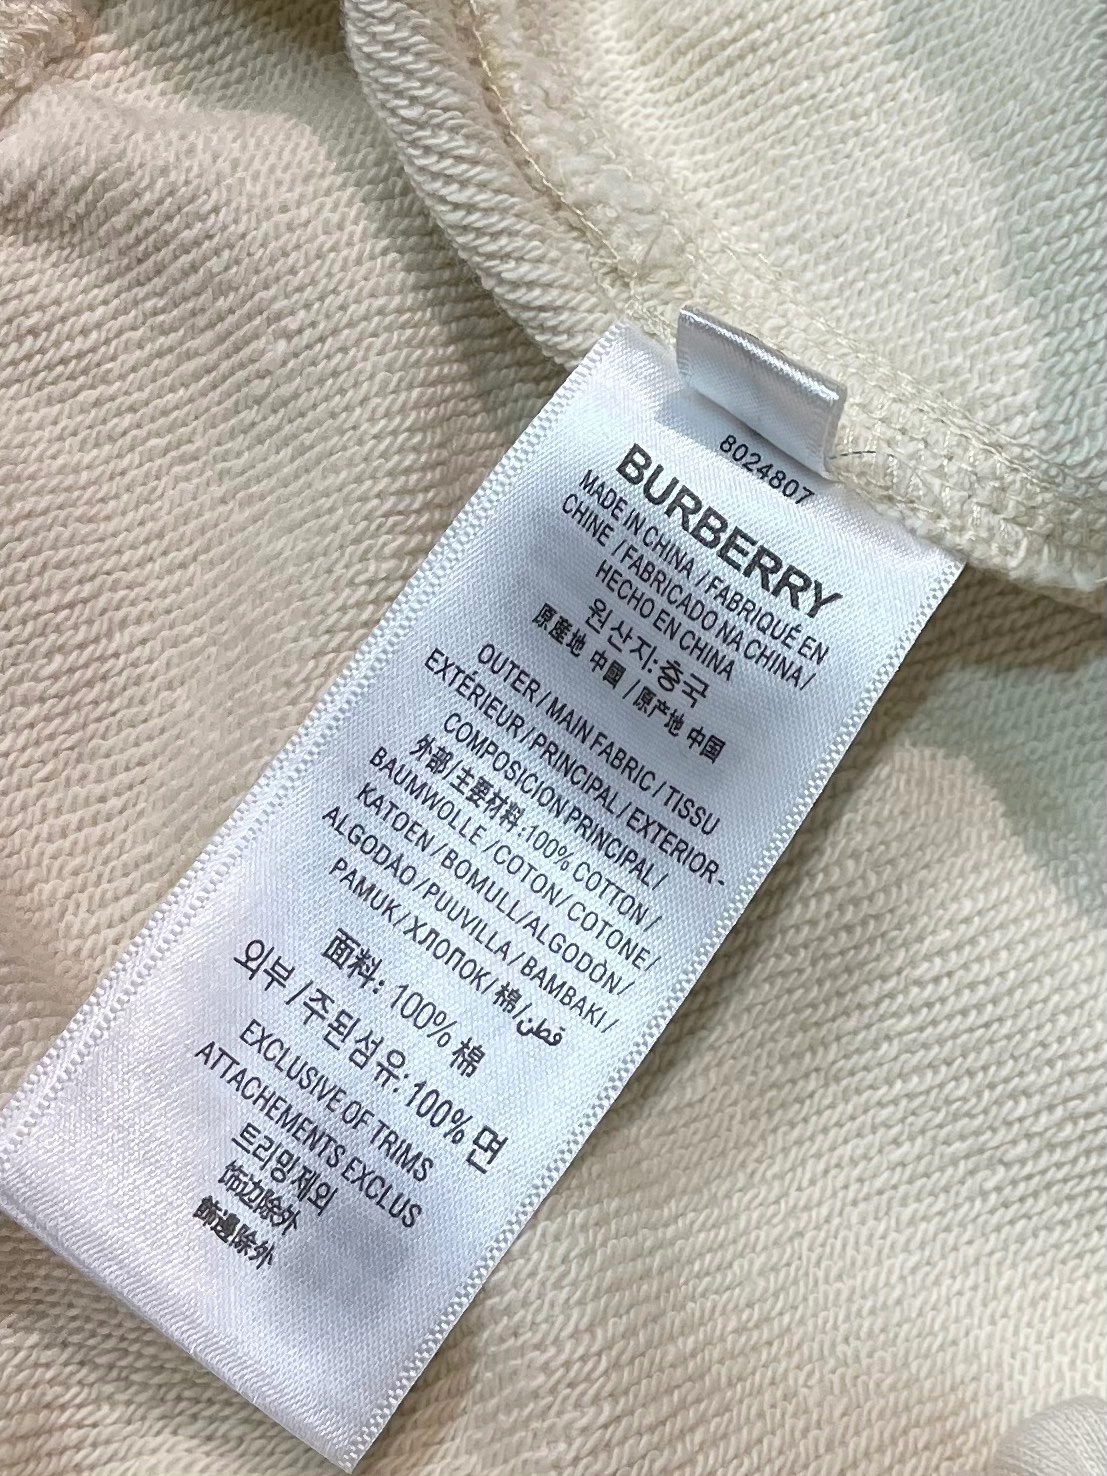 8024807
BURBERRY
MADE IN CHINA / FABRIQUÉ EN
CHINE / FABRICADO NA CHINA /
HECHO EN CHINA
원산지:중국
原産地 中国 /原产地 中国
OUTER / MAIN FABRIC / TISSU
EXTÉRIEUR / PRINCIPAL / EXTERIOR-
COMPOSICION PRINCIPAL /
外部/主要材料:100% COTTON /
BAUMWOLLE / COTON / COTONE /
KATOEN / BOMULL/ALGODÒN /
ALGODÃO / PUUVILLA / BAMBAKI /
PAMUK / ХЛОПОК/ 棉/قطن
面料: 100% 棉
외부 /주된섬유: 100% 면
EXCLUSIVE OF TRIMS
ATTACHEMENTS EXCLUS
트리밍제외
饰边除外
飾邊除外